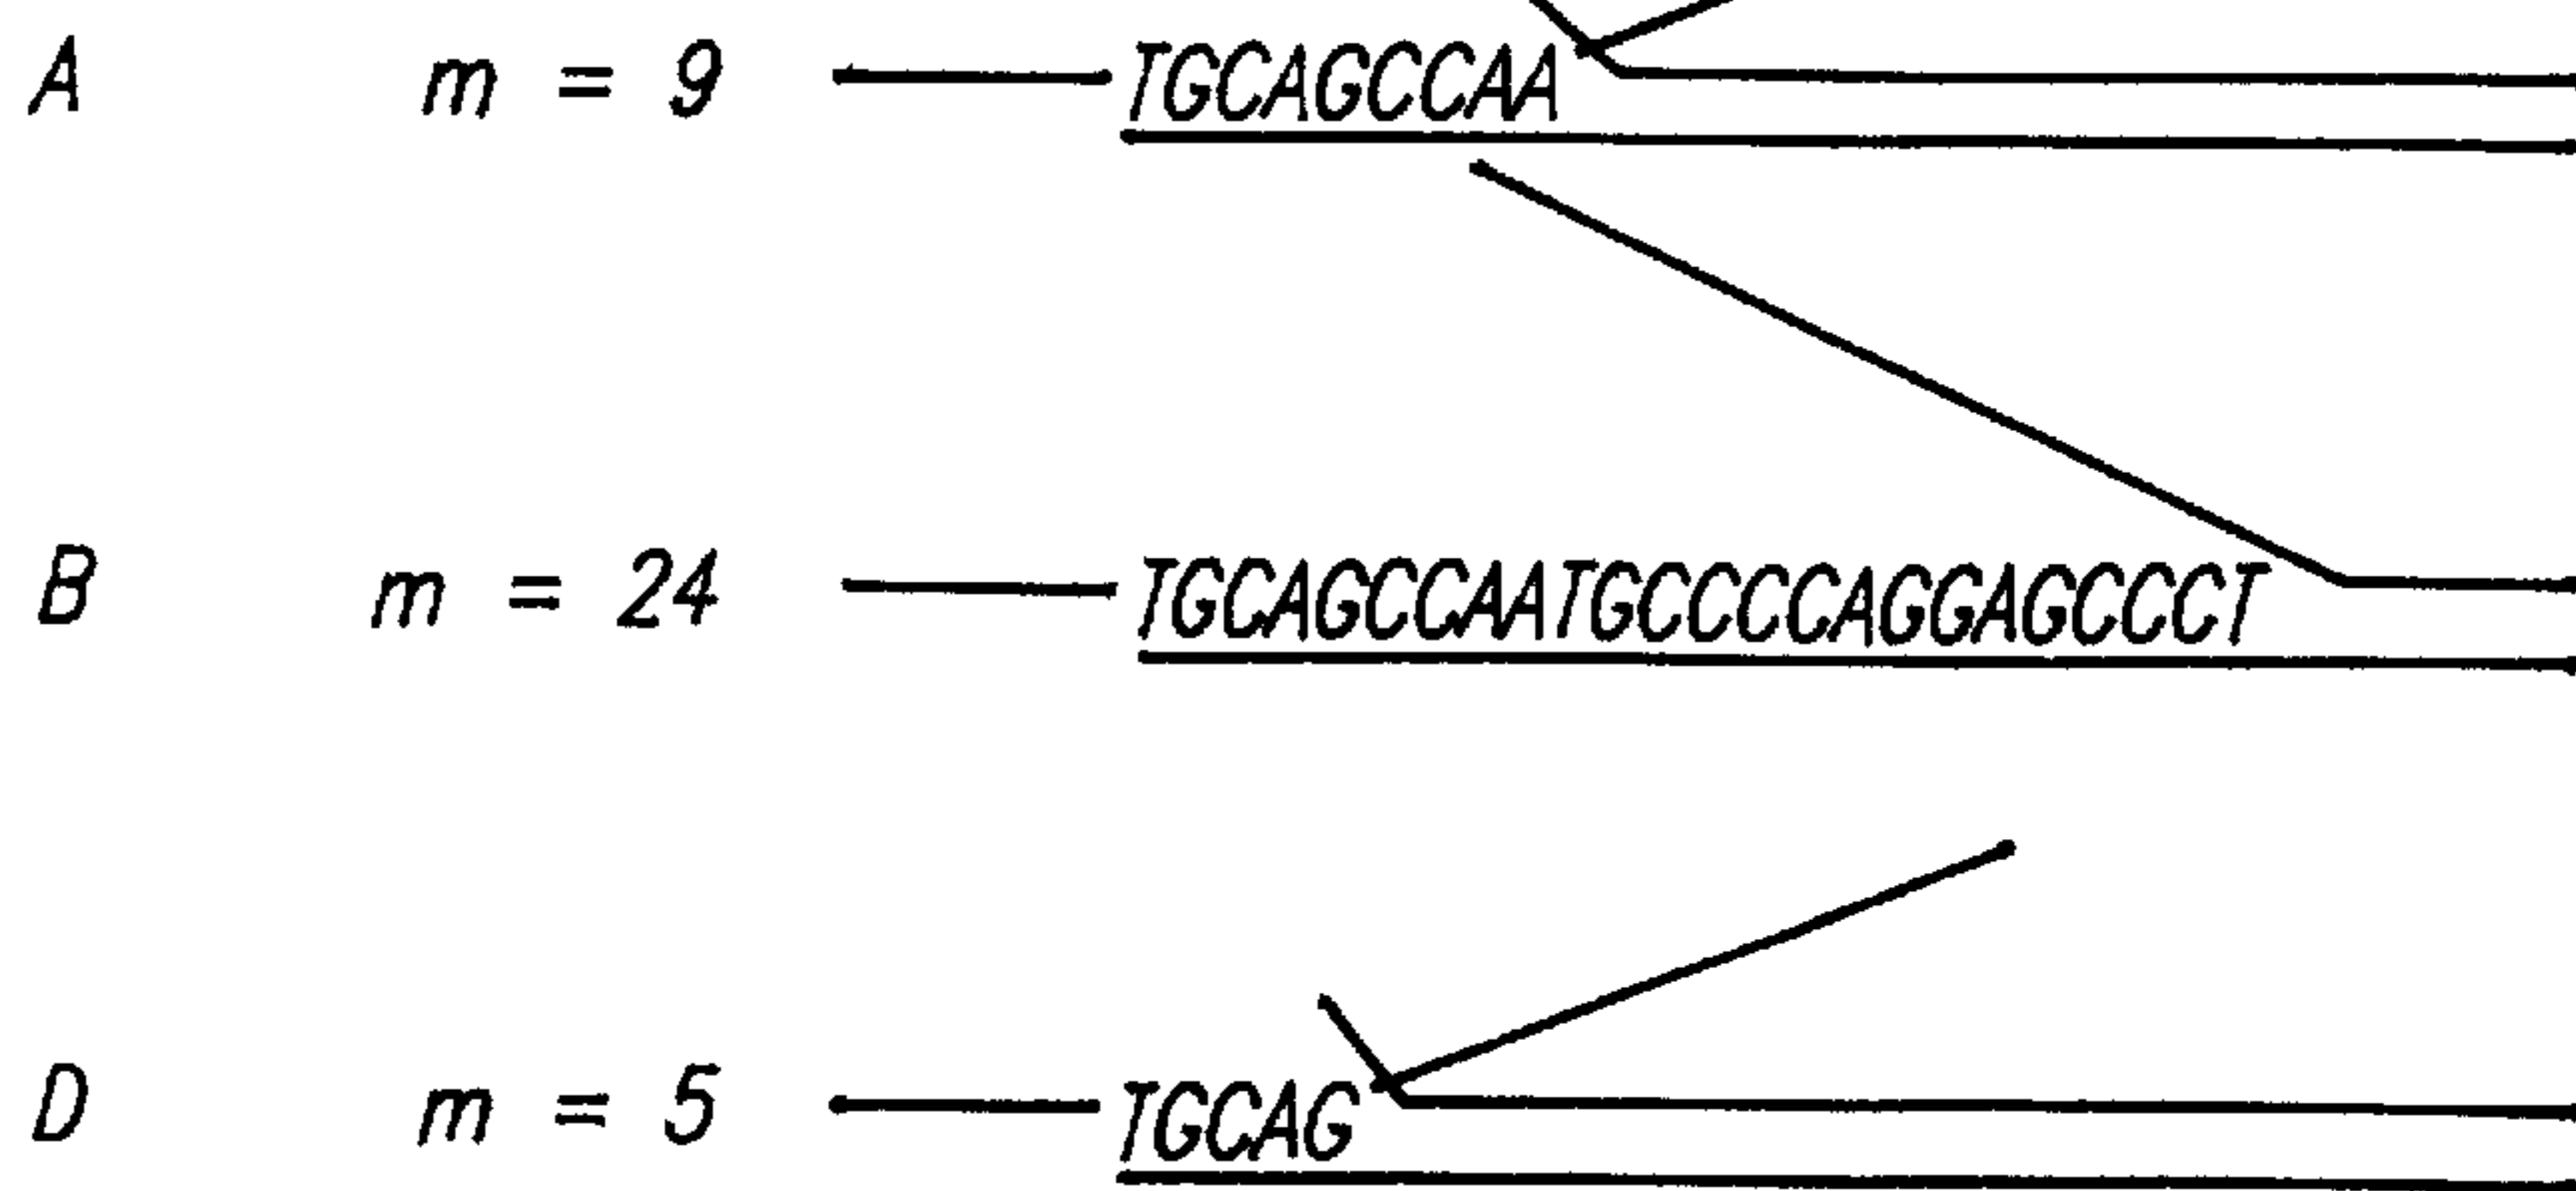 A m = 9 TGCAGCCAA
B m = 24 TGCAGCCAATGCCCCAGGAGCCCT
D m = 5 TGCAG